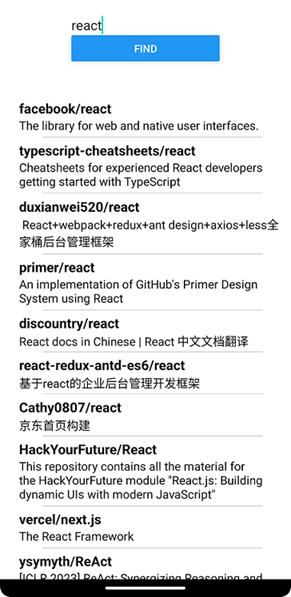 react
FIND
facebook/react
The library for web and native user interfaces.
typescript-cheatsheets/react
Cheatsheets for experienced React developers
getting started with TypeScript
duxianwei520/react
React+webpack+redux+ant design+axios+less全
家桶后台管理框架
primer/react
An implementation of GitHub's Primer Design
System using React
discountry/react
React docs in Chinese | React 中文文档翻译
react-redux-antd-es6/react
基于react的企业后台管理开发框架
Cathy0807/react
京东首页构建
HackYourFuture/React
This repository contains all the material for
the HackYourFuture module "React.js: Building
dynamic UIs with modern JavaScript"
vercel/next.js
The React Framework
ysymyth/ReAct
[ICLR 2023] ReAct: Synergizing Reasoning and